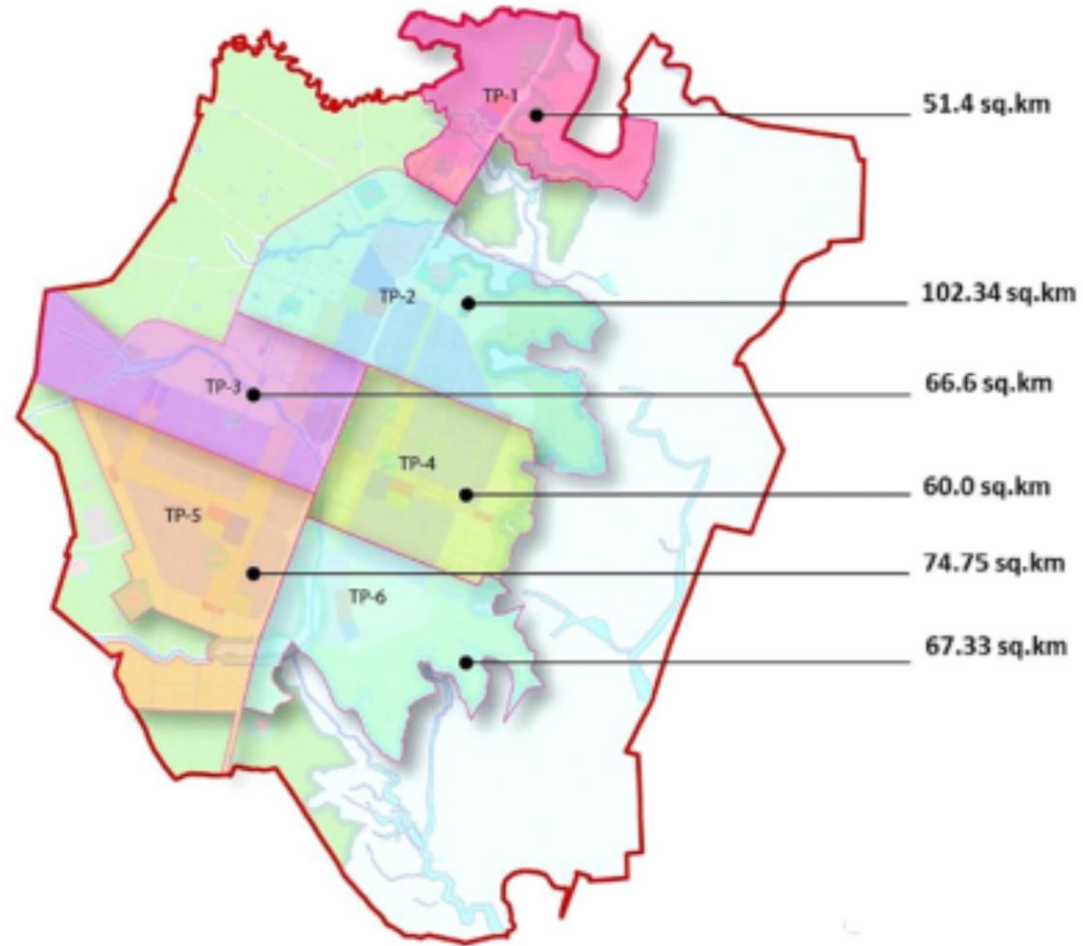 TP-1
51.4 sq.km
TP-2
102.34 sq.km
TP-3
66.6 sq.km
TP-4
60.0 sq.km
TP-5
74.75 sq.km
TP-6
67.33 sq.km